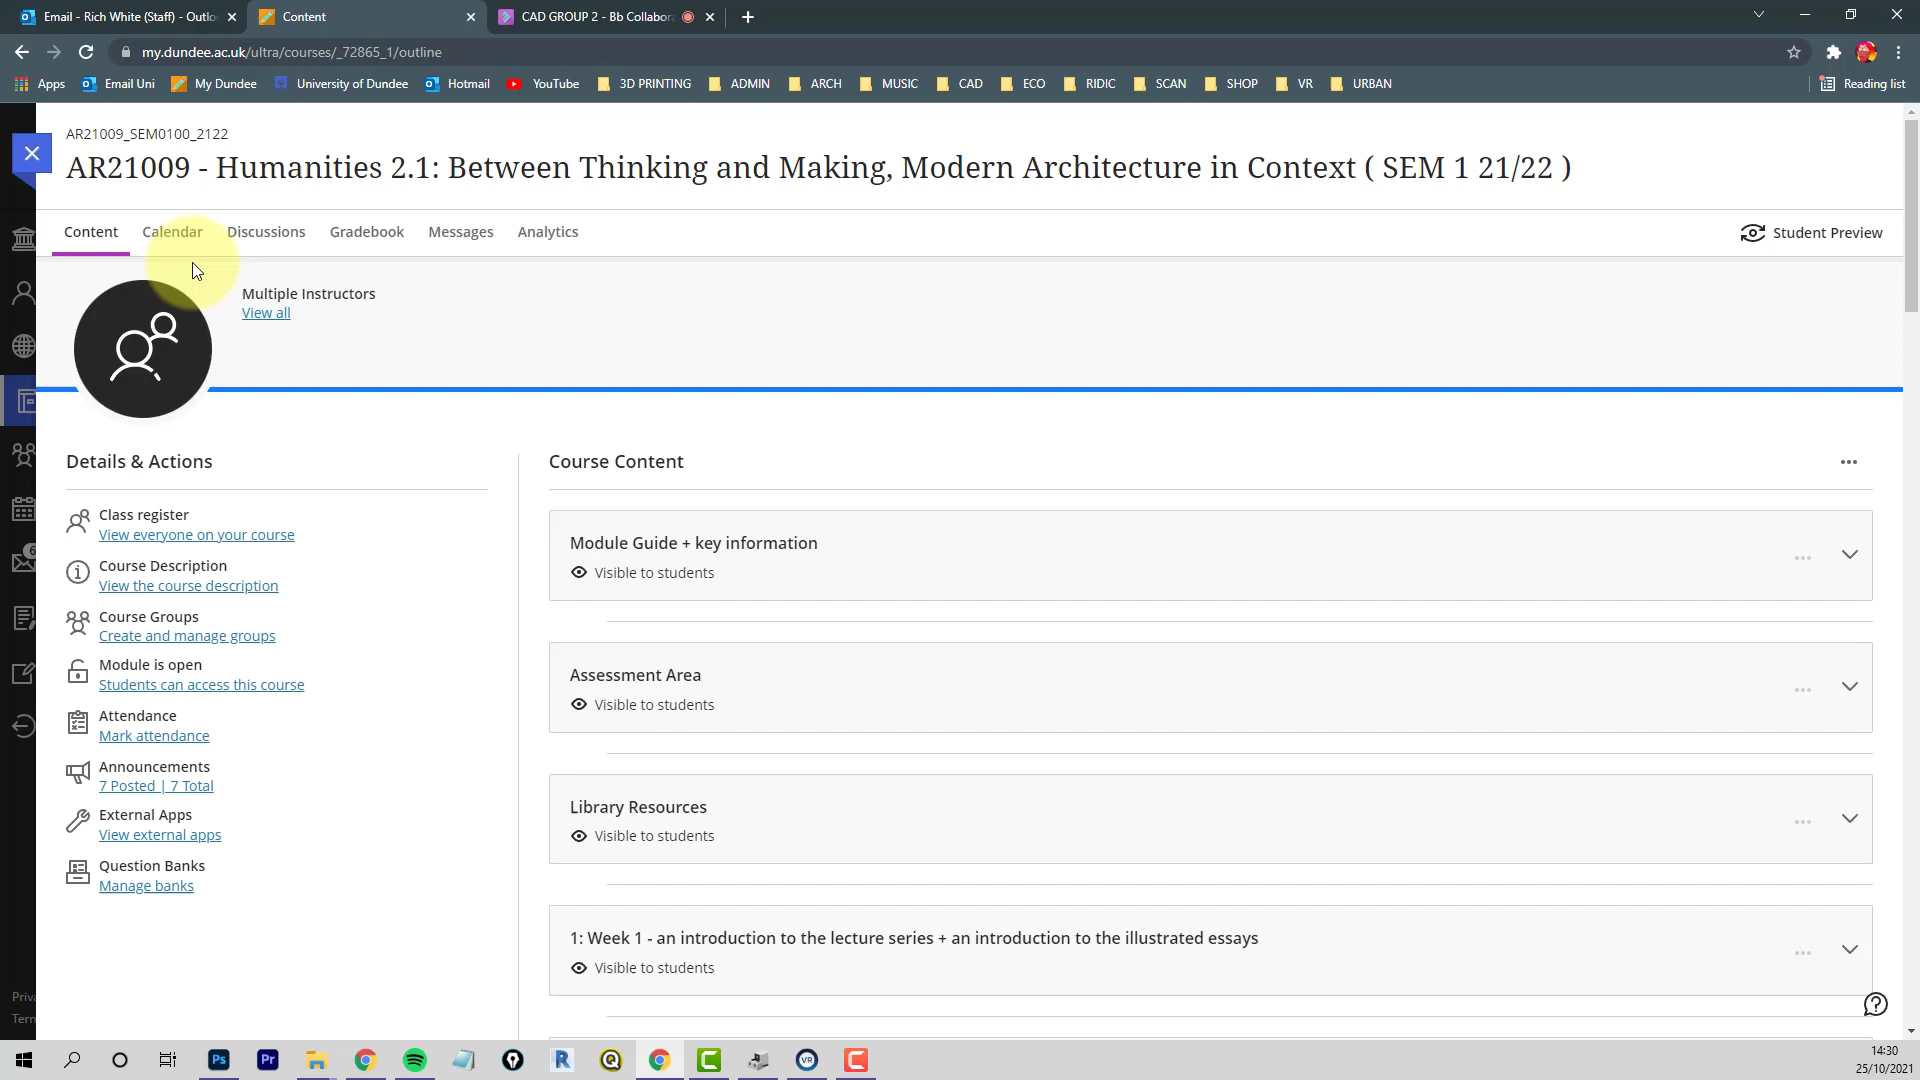 Email - Rich White (Staff) - Outlo
Content
CAD GROUP 2 - Bb Collabora
my.dundee.ac.uk/ultra/courses/_72865_1/outline
Apps
Email Uni
My Dundee
University of Dundee
Hotmail
YouTube
3D PRINTING
ADMIN
ARCH
MUSIC
CAD
ECO
RIDIC
SCAN
SHOP
VR
URBAN
Reading list
AR21009_SEM0100_2122
AR21009 - Humanities 2.1: Between Thinking and Making, Modern Architecture in Context ( SEM 1 21/22 )
Content
Calendar
Discussions
Gradebook
Messages
Analytics
Student Preview
Multiple Instructors
View all
Details & Actions
Class register
View everyone on your course
Course Description
View the course description
Course Groups
Create and manage groups
Module is open
Students can access this course
Attendance
Mark attendance
Announcements
7 Posted | 7 Total
External Apps
View external apps
Question Banks
Manage banks
Course Content
Module Guide + key information
Visible to students
Assessment Area
Visible to students
Library Resources
Visible to students
1: Week 1 - an introduction to the lecture series + an introduction to the illustrated essays
Visible to students
6
Priva
Term
Ps
Pr
R
VR
14:30
25/10/2021